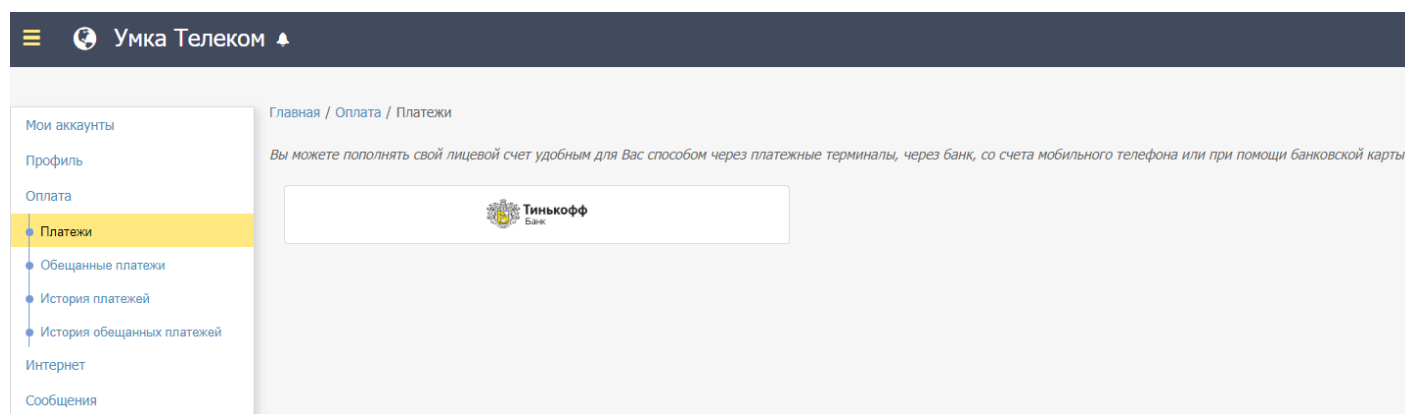 Умка Телеком
Главная / Оплата / Платежи
Вы можете пополнять свой лицевой счет удобным для Вас способом через платежные терминалы, через банк, со счета мобильного телефона или при помощи банковской карты
Тинькофф
Банк
Мои аккаунты
Профиль
Оплата
Платежи
Обещанные платежи
История платежей
История обещанных платежей
Интернет
Сообщения